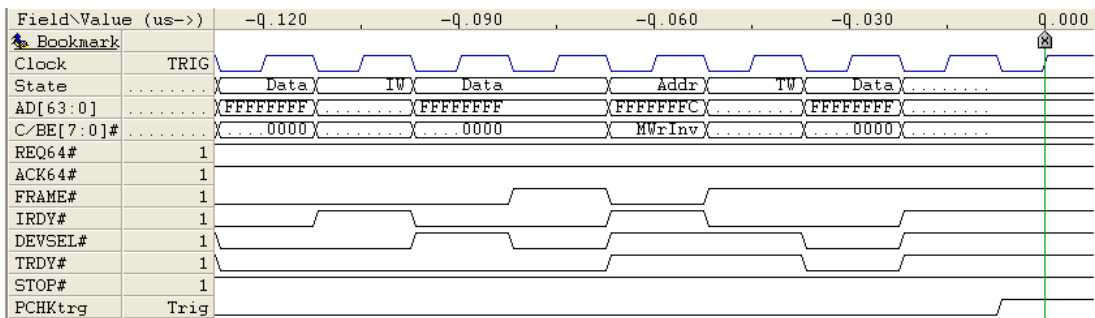 Field\Value (us->) -0.120 -0.090 -0.060 -0.030 0.000
Bookmark
Clock TRIG
State ........ Data IW Data Addr TW Data ........
AD[63:0] ........ FFFFFFFF ........ FFFFFFFF FFFFFFFC ........ FFFFFFFF ........
C/BE[7:0]# ........ ....0000 ........ ....0000 MWrInv ........ ....0000 ........
REQ64# 1
ACK64# 1
FRAME# 1
IRDY# 1
DEVSEL# 1
TRDY# 1
STOP# 1
PCHKtrg Trig